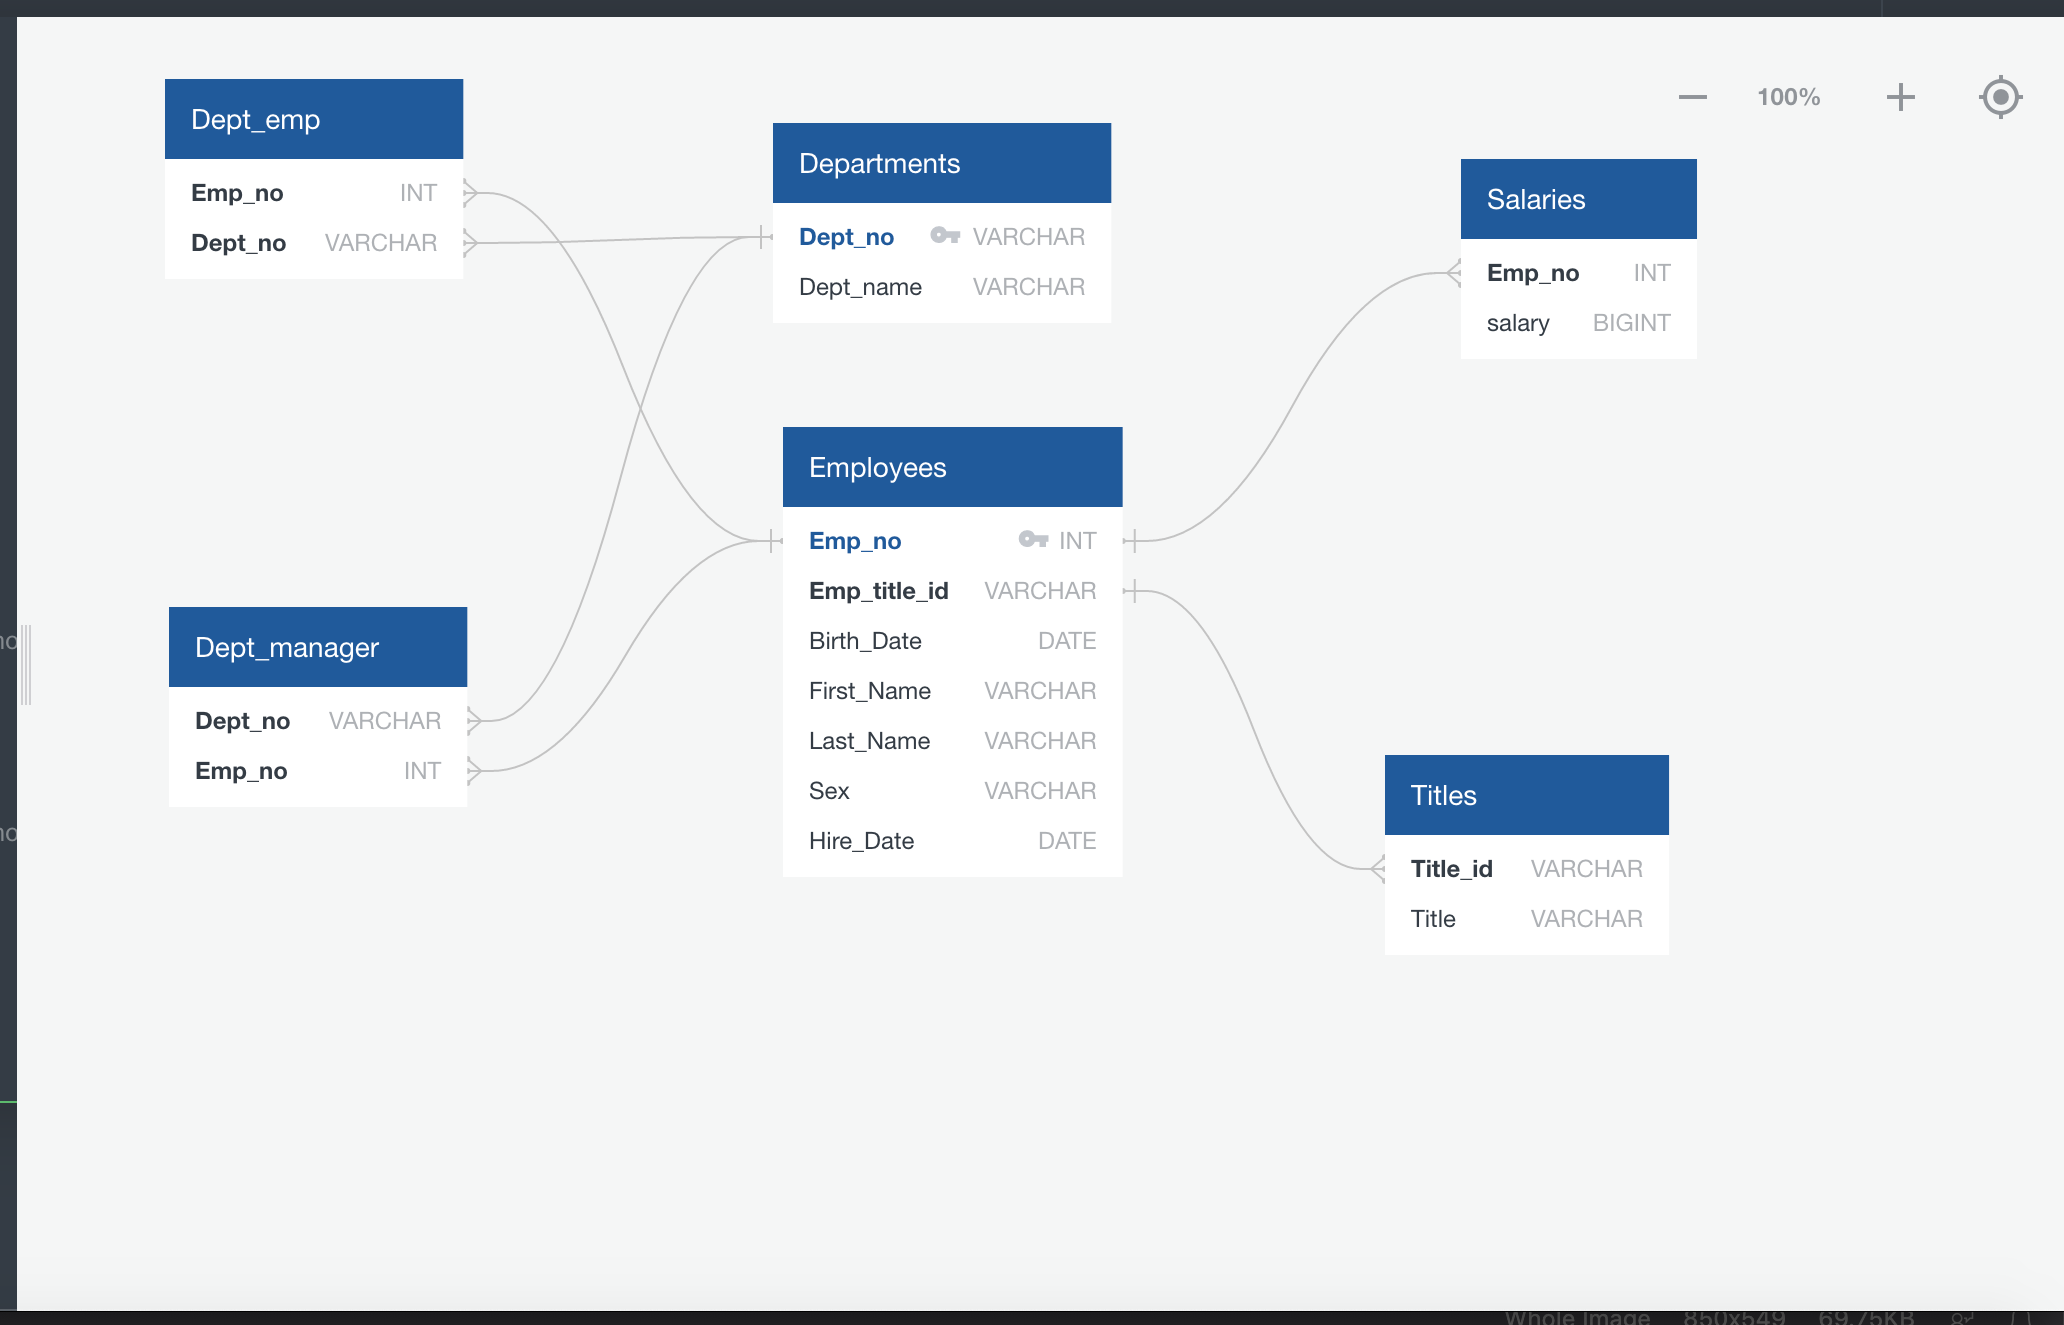 100%
Dept_emp
Emp_no INT
Dept_no VARCHAR
Departments
Dept_no VARCHAR
Dept_name VARCHAR
Salaries
Emp_no INT
salary BIGINT
Employees
Emp_no INT
Emp_title_id VARCHAR
Birth_Date DATE
First_Name VARCHAR
Last_Name VARCHAR
Sex VARCHAR
Hire_Date DATE
Dept_manager
Dept_no VARCHAR
Emp_no INT
Titles
Title_id VARCHAR
Title VARCHAR
no
no
Whole Image 850x549 69.75KB